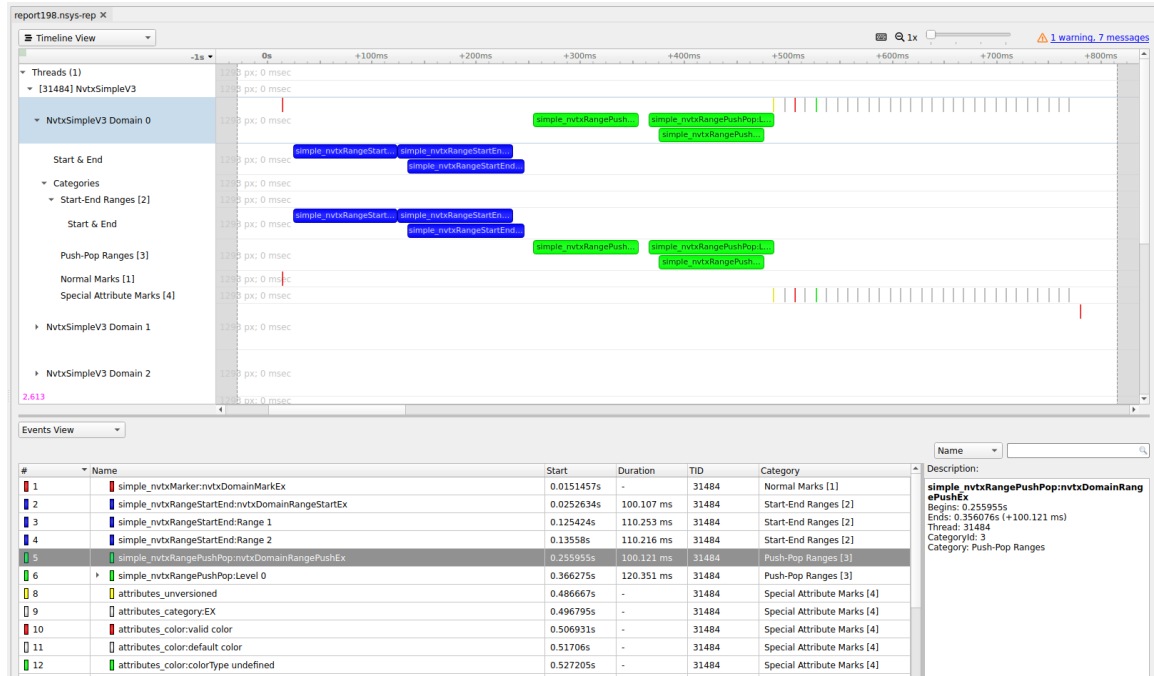 report198.nsys-rep ✕
Timeline View
1x
1 warning, 7 messages
-1s 0s +100ms +200ms +300ms +400ms +500ms +600ms +700ms +800ms
Threads (1)
[31484] NvtxSimpleV3
NvtxSimpleV3 Domain 0
simple_nvtxRangePush... simple_nvtxRangePushPop:L...
simple_nvtxRangePush...
Start & End
simple_nvtxRangeStart... simple_nvtxRangeStartEn...
simple_nvtxRangeStartEnd...
Categories
Start-End Ranges [2]
Start & End
simple_nvtxRangeStart... simple_nvtxRangeStartEn...
simple_nvtxRangeStartEnd...
Push-Pop Ranges [3]
simple_nvtxRangePush... simple_nvtxRangePushPop:L...
simple_nvtxRangePush...
Normal Marks [1]
Special Attribute Marks [4]
NvtxSimpleV3 Domain 1
NvtxSimpleV3 Domain 2
2,613
Events View
Name
# Name Start Duration TID Category
1 simple_nvtxMarker:nvtxDomainMarkEx 0.0151457s - 31484 Normal Marks [1]
2 simple_nvtxRangeStartEnd:nvtxDomainRangeStartEx 0.0252634s 100.107 ms 31484 Start-End Ranges [2]
3 simple_nvtxRangeStartEnd:Range 1 0.125424s 110.253 ms 31484 Start-End Ranges [2]
4 simple_nvtxRangeStartEnd:Range 2 0.13558s 110.216 ms 31484 Start-End Ranges [2]
5 simple_nvtxRangePushPop:nvtxDomainRangePushEx 0.255955s 100.121 ms 31484 Push-Pop Ranges [3]
6 simple_nvtxRangePushPop:Level 0 0.366275s 120.351 ms 31484 Push-Pop Ranges [3]
8 attributes_unversioned 0.486667s - 31484 Special Attribute Marks [4]
9 attributes_category:EX 0.496795s - 31484 Special Attribute Marks [4]
10 attributes_color:valid color 0.506931s - 31484 Special Attribute Marks [4]
11 attributes_color:default color 0.51706s - 31484 Special Attribute Marks [4]
12 attributes_color:colorType undefined 0.527205s - 31484 Special Attribute Marks [4]
Description:
simple_nvtxRangePushPop:nvtxDomainRang
ePushEx
Begins: 0.255955s
Ends: 0.356076s (+100.121 ms)
Thread: 31484
CategoryId: 3
Category: Push-Pop Ranges